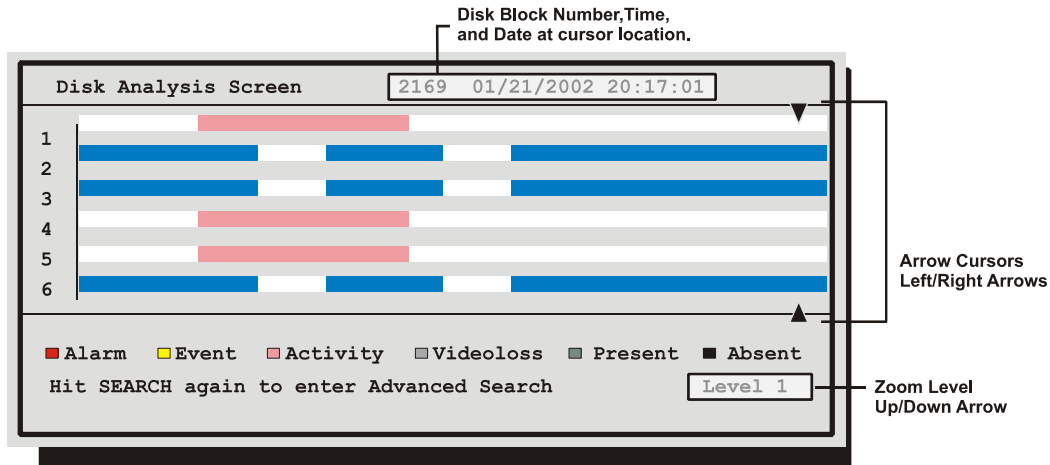 Disk Block Number,Time,
and Date at cursor location.
Disk Analysis Screen
2169 01/21/2002 20:17:01
1
2
3
4
5
6
Arrow Cursors
Left/Right Arrows
Alarm Event Activity Videoloss Present Absent
Hit SEARCH again to enter Advanced Search
Level 1
Zoom Level
Up/Down Arrow